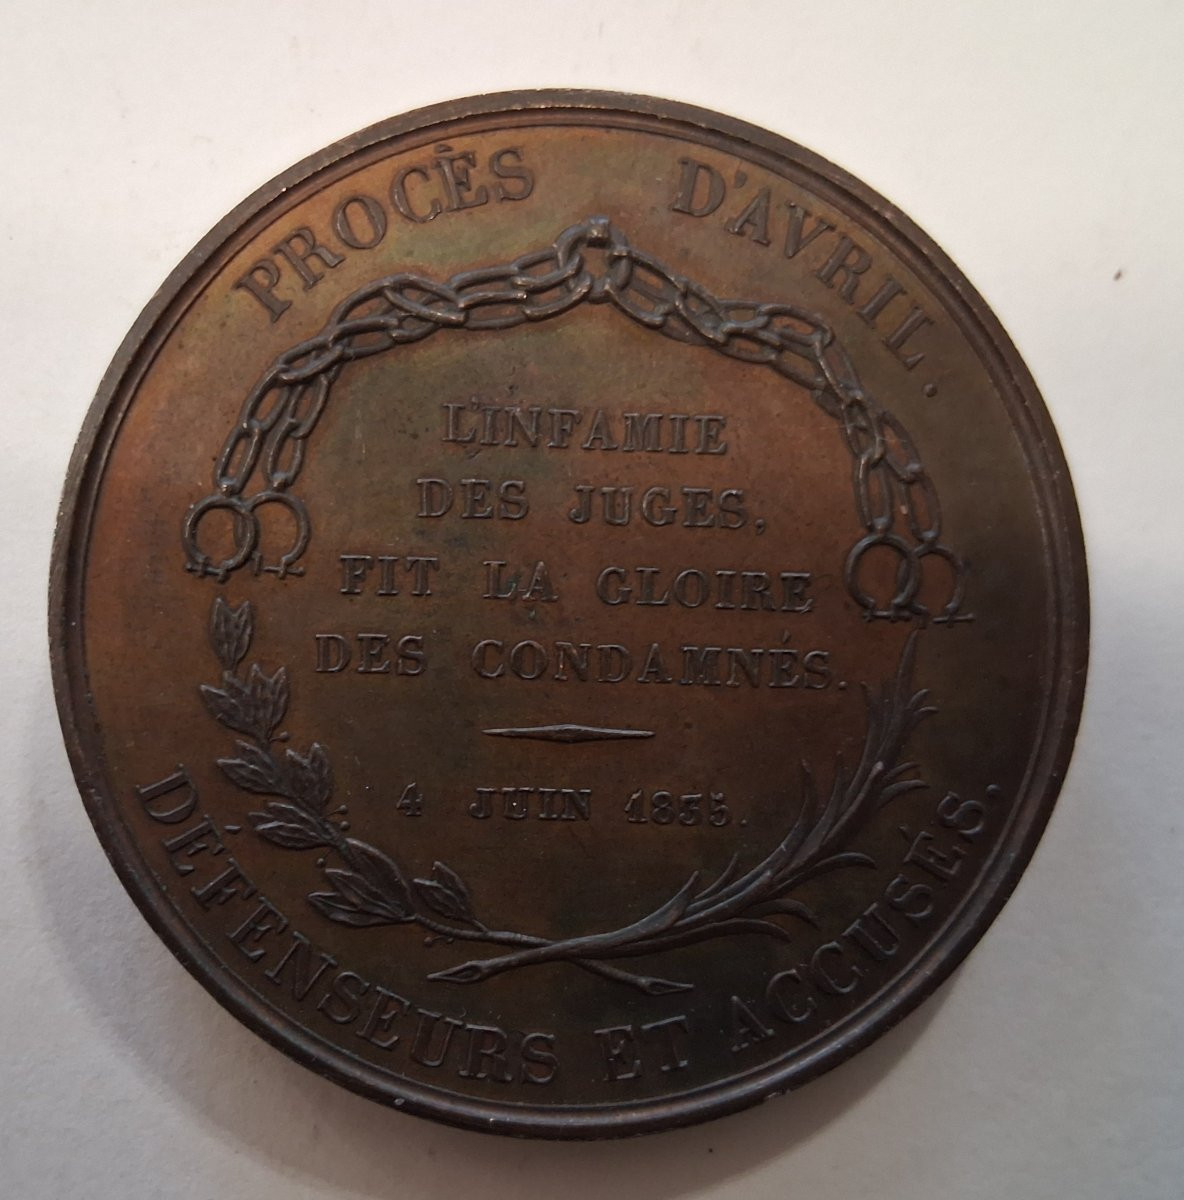 PROCÈS D'AVRIL.
L'INFAMIE
DES JUGES,
FIT LA GLOIRE
DES CONDAMNÉS.
4 JUIN 1835.
DÉFENSEURS ET ACCUSÉS.